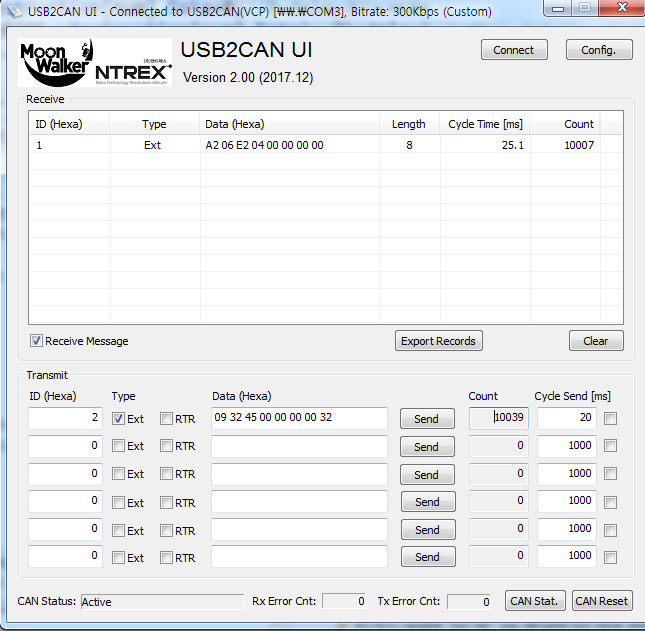 USB2CAN UI - Connected to USB2CAN(VCP) [₩₩.₩COM3], Bitrate: 300Kbps (Custom)
Moon Walker
(주)엔티렉스
NTREX
USB2CAN UI
Version 2.00 (2017.12)
Connect
Config.
Receive
ID (Hexa) Type Data (Hexa) Length Cycle Time [ms] Count
1 Ext A2 06 E2 04 00 00 00 00 8 25.1 10007
Receive Message
Export Records
Clear
Transmit
ID (Hexa) Type Data (Hexa) Count Cycle Send [ms]
2 Ext RTR 09 32 45 00 00 00 00 32 Send 10039 20
0 Ext RTR Send 0 1000
0 Ext RTR Send 0 1000
0 Ext RTR Send 0 1000
0 Ext RTR Send 0 1000
0 Ext RTR Send 0 1000
CAN Status: Active Rx Error Cnt: 0 Tx Error Cnt: 0 CAN Stat. CAN Reset